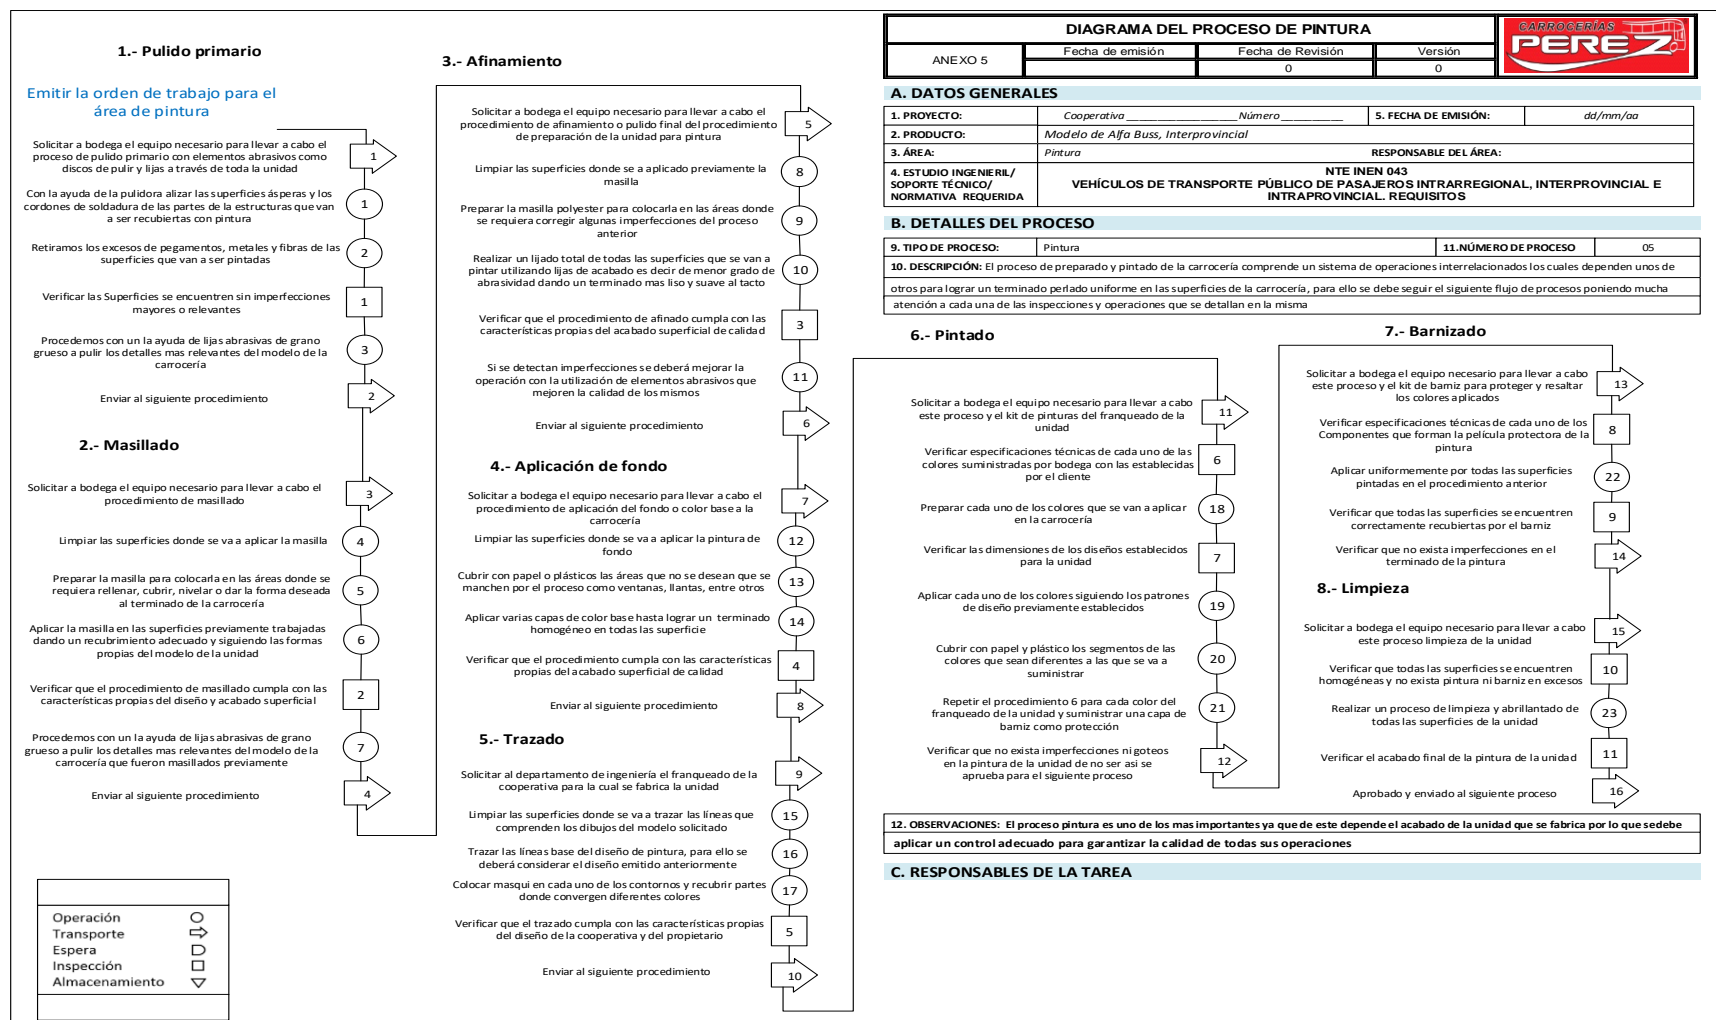 1.- Pulido primario
Emitir la orden de trabajo para el
área de pintura
Solicitar a bodega el equipo necesario para llevar a cabo el
proceso de pulido primario con elementos abrasivos como
discos de pulir y lijas a través de toda la unidad
1
Con la ayuda de la pulidora alizar las superficies ásperas y los
cordones de soldadura de las partes de la estructuras que van
a ser recubiertas con pintura
1
Retiramos los excesos de pegamentos, metales y fibras de las
superficies que van a ser pintadas
2
Verificar las Superficies se encuentren sin imperfecciones
mayores o relevantes
1
Procedemos con un la ayuda de lijas abrasivas de grano
grueso a pulir los detalles mas relevantes del modelo de la
carrocería
3
Enviar al siguiente procedimiento
2
2.- Masillado
Solicitar a bodega el equipo necesario para llevar a cabo el
procedimiento de masillado
3
Limpiar las superficies donde se va a aplicar la masilla
4
Preparar la masilla para colocarla en las áreas donde se
requiera rellenar, cubrir, nivelar o dar la forma deseada
al terminado de la carrocería
5
Aplicar la masilla en las superficies previamente trabajadas
dando un recubrimiento adecuado y siguiendo las formas
propias del modelo de la unidad
6
Verificar que el procedimiento de masillado cumpla con las
características propias del diseño y acabado superficial
2
Procedemos con un la ayuda de lijas abrasivas de grano
grueso a pulir los detalles mas relevantes del modelo de la
carrocería que fueron masillados previamente
7
Enviar al siguiente procedimiento
4
Operación
Transporte
Espera
Inspección
Almacenamiento
3.- Afinamiento
Solicitar a bodega el equipo necesario para llevar a cabo el
procedimiento de afinamiento o pulido final del procedimiento
de preparación de la unidad para pintura
5
Limpiar las superficies donde se a aplicado previamente la
masilla
8
Preparar la masilla polyester para colocarla en las áreas donde
se requiera corregir algunas imperfecciones del proceso
anterior
9
Realizar un lijado total de todas las superficies que se van a
pintar utilizando lijas de acabado es decir de menor grado de
abrasividad dando un terminado mas liso y suave al tacto
10
Verificar que el procedimiento de afinado cumpla con las
características propias del acabado superficial de calidad
3
Si se detectan imperfecciones se deberá mejorar la
operación con la utilización de elementos abrasivos que
mejoren la calidad de los mismos
11
Enviar al siguiente procedimiento
6
4.- Aplicación de fondo
Solicitar a bodega el equipo necesario para llevar a cabo el
procedimiento de aplicación del fondo o color base a la
carrocería
7
Limpiar las superficies donde se va a aplicar la pintura de
fondo
12
Cubrir con papel o plásticos las áreas que no se desean que se
manchen por el proceso como ventanas, llantas, entre otros
13
Aplicar varias capas de color base hasta lograr un terminado
homogéneo en todas las superficie
14
Verificar que el procedimiento cumpla con las características
propias del acabado superficial de calidad
4
Enviar al siguiente procedimiento
8
5.- Trazado
Solicitar al departamento de ingeniería el franqueado de la
cooperativa para la cual se fabrica la unidad
9
Limpiar las superficies donde se va a trazar las líneas que
comprenden los dibujos del modelo solicitado
15
Trazar las líneas base del diseño de pintura, para ello se
deberá considerar el diseño emitido anteriormente
16
Colocar masqui en cada uno de los contornos y recubrir partes
donde convergen diferentes colores
17
Verificar que el trazado cumpla con las características propias
del diseño de la cooperativa y del propietario
5
Enviar al siguiente procedimiento
10
DIAGRAMA DEL PROCESO DE PINTURA
ANEXO 5
Fecha de emisión Fecha de Revisión Versión
0 0
CARROCERÍAS
PEREZ
A. DATOS GENERALES
1. PROYECTO: Cooperativa ____________________ Número ___________ 5. FECHA DE EMISIÓN: dd/mm/aa
2. PRODUCTO: Modelo de Alfa Buss, Interprovincial
3. ÁREA: Pintura RESPONSABLE DEL ÁREA:
4. ESTUDIO INGENIERIL/
SOPORTE TÉCNICO/
NORMATIVA REQUERIDA
NTE INEN 043
VEHÍCULOS DE TRANSPORTE PÚBLICO DE PASAJEROS INTRARREGIONAL, INTERPROVINCIAL E
INTRAPROVINCIAL. REQUISITOS
B. DETALLES DEL PROCESO
9. TIPO DE PROCESO: Pintura 11.NÚMERO DE PROCESO 05
10. DESCRIPCIÓN: El proceso de preparado y pintado de la carrocería comprende un sistema de operaciones interrelacionados los cuales dependen unos de
otros para lograr un terminado perlado uniforme en las superficies de la carrocería, para ello se debe seguir el siguiente flujo de procesos poniendo mucha
atención a cada una de las inspecciones y operaciones que se detallan en la misma
6.- Pintado
Solicitar a bodega el equipo necesario para llevar a cabo
este proceso y el kit de pinturas del franqueado de la
unidad
11
Verificar especificaciones técnicas de cada uno de las
colores suministradas por bodega con las establecidas
por el cliente
6
Preparar cada uno de los colores que se van a aplicar
en la carrocería
18
Verificar las dimensiones de los diseños establecidos
para la unidad
7
Aplicar cada uno de los colores siguiendo los patrones
de diseño previamente establecidos
19
Cubrir con papel y plástico los segmentos de las
colores que sean diferentes a las que se va a
suministrar
20
Repetir el procedimiento 6 para cada color del
franqueado de la unidad y suministrar una capa de
barniz como protección
21
Verificar que no exista imperfecciones ni goteos
en la pintura de la unidad de no ser asi se
aprueba para el siguiente proceso
12
7.- Barnizado
Solicitar a bodega el equipo necesario para llevar a cabo
este proceso y el kit de barniz para proteger y resaltar
los colores aplicados
13
Verificar especificaciones técnicas de cada uno de los
Componentes que forman la película protectora de la
pintura
8
Aplicar uniformemente por todas las superficies
pintadas en el procedimiento anterior
22
Verificar que todas las superficies se encuentren
correctamente recubiertas por el barniz
9
Verificar que no exista imperfecciones en el
terminado de la pintura
14
8.- Limpieza
Solicitar a bodega el equipo necesario para llevar a cabo
este proceso limpieza de la unidad
15
Verificar que todas las superficies se encuentren
homogéneas y no exista pintura ni barniz en excesos
10
Realizar un proceso de limpieza y abrillantado de
todas las superficies de la unidad
23
Verificar el acabado final de la pintura de la unidad
11
Aprobado y enviado al siguiente proceso
16
12. OBSERVACIONES: El proceso pintura es uno de los mas importantes ya que de este depende el acabado de la unidad que se fabrica por lo que sedebe
aplicar un control adecuado para garantizar la calidad de todas sus operaciones
C. RESPONSABLES DE LA TAREA